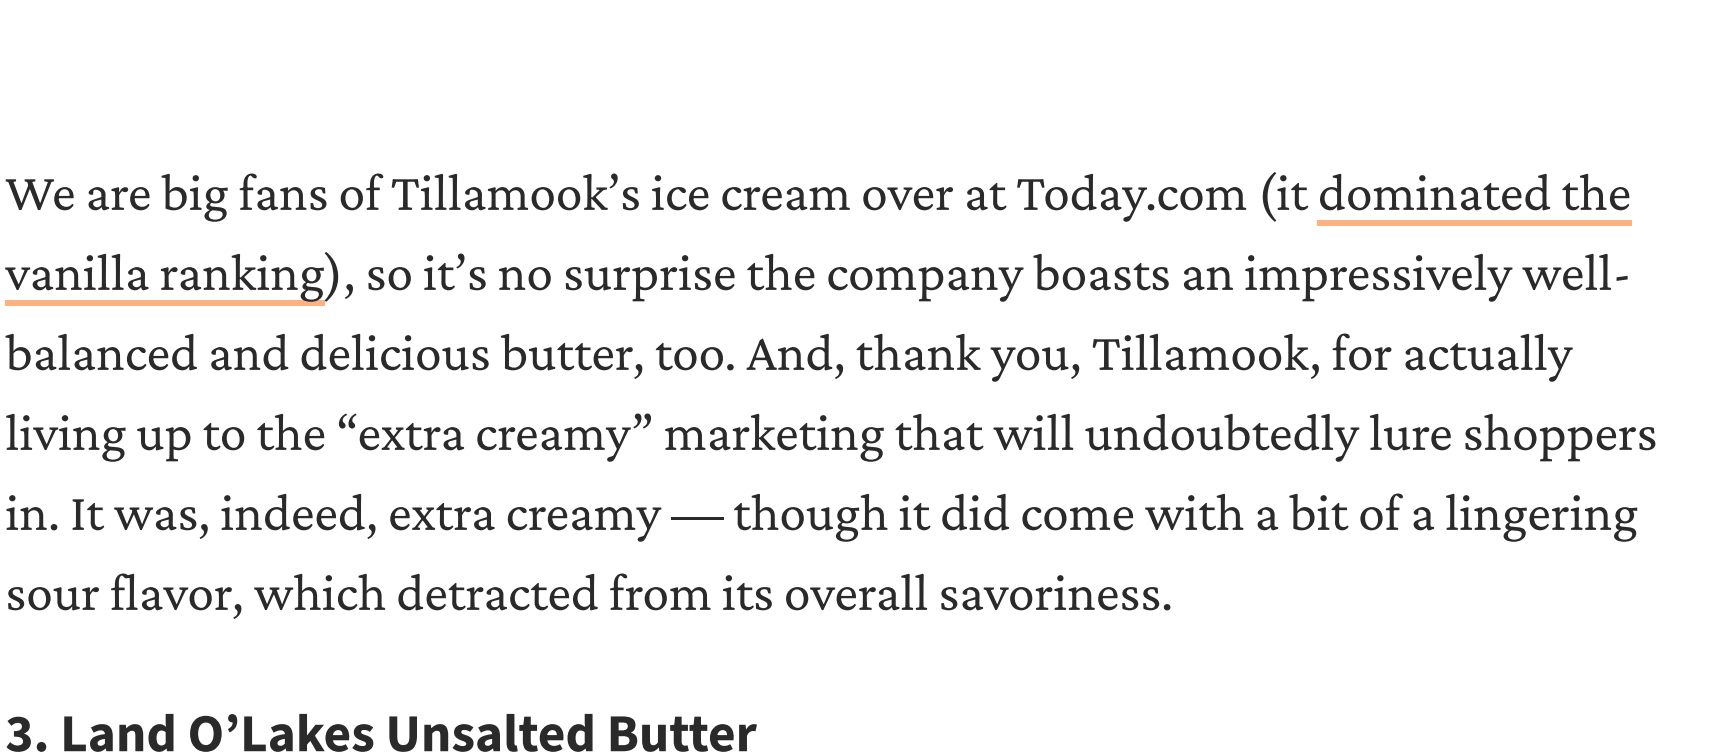 We are big fans of Tillamook’s ice cream over at Today.com (it dominated the
vanilla ranking), so it’s no surprise the company boasts an impressively well-
balanced and delicious butter, too. And, thank you, Tillamook, for actually
living up to the “extra creamy” marketing that will undoubtedly lure shoppers
in. It was, indeed, extra creamy — though it did come with a bit of a lingering
sour flavor, which detracted from its overall savoriness.
3. Land O’Lakes Unsalted Butter